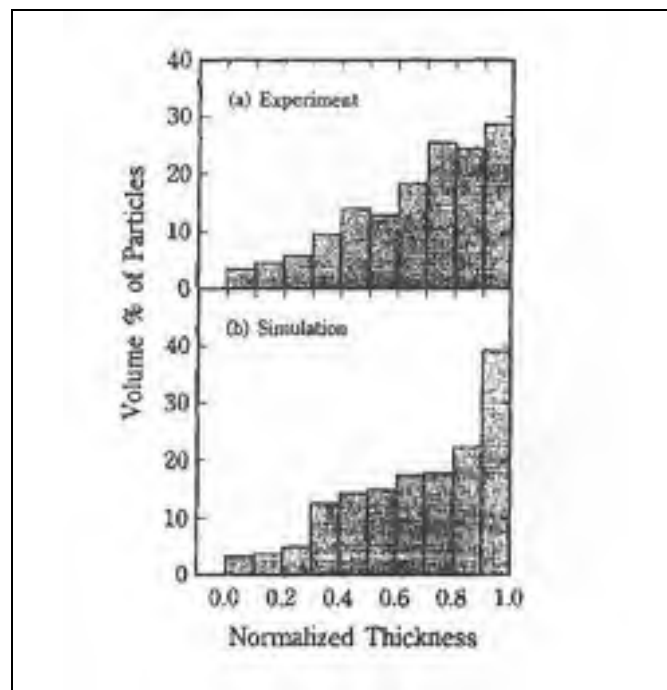 40
(a) Experiment
30
20
10
0
(b) Simulation
40
30
20
10
0
0.0 0.2 0.4 0.6 0.8 1.0
Normalized Thickness
Volume % of Particles